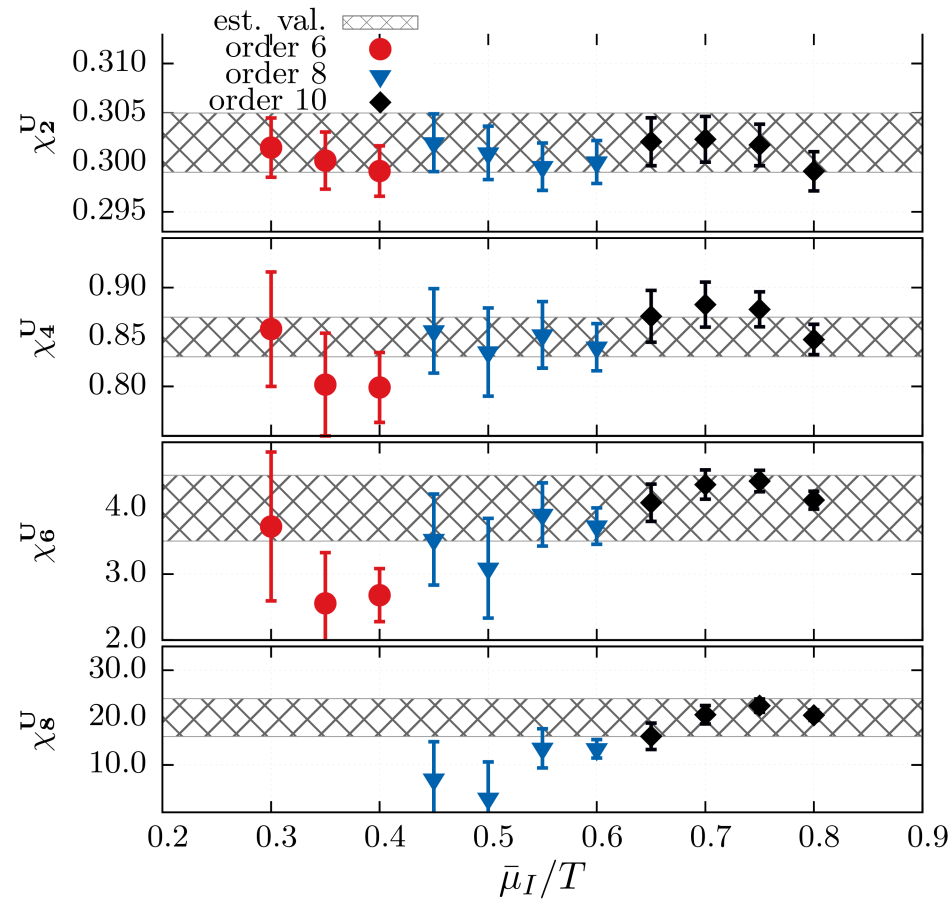 est. val.
order 6
order 8
order 10
0.310
0.305
0.300
0.295
χ₂ᵁ
0.90
0.85
0.80
χ₄ᵁ
4.0
3.0
2.0
χ₆ᵁ
30.0
20.0
10.0
χ₈ᵁ
0.2 0.3 0.4 0.5 0.6 0.7 0.8 0.9
μ̄_I/T